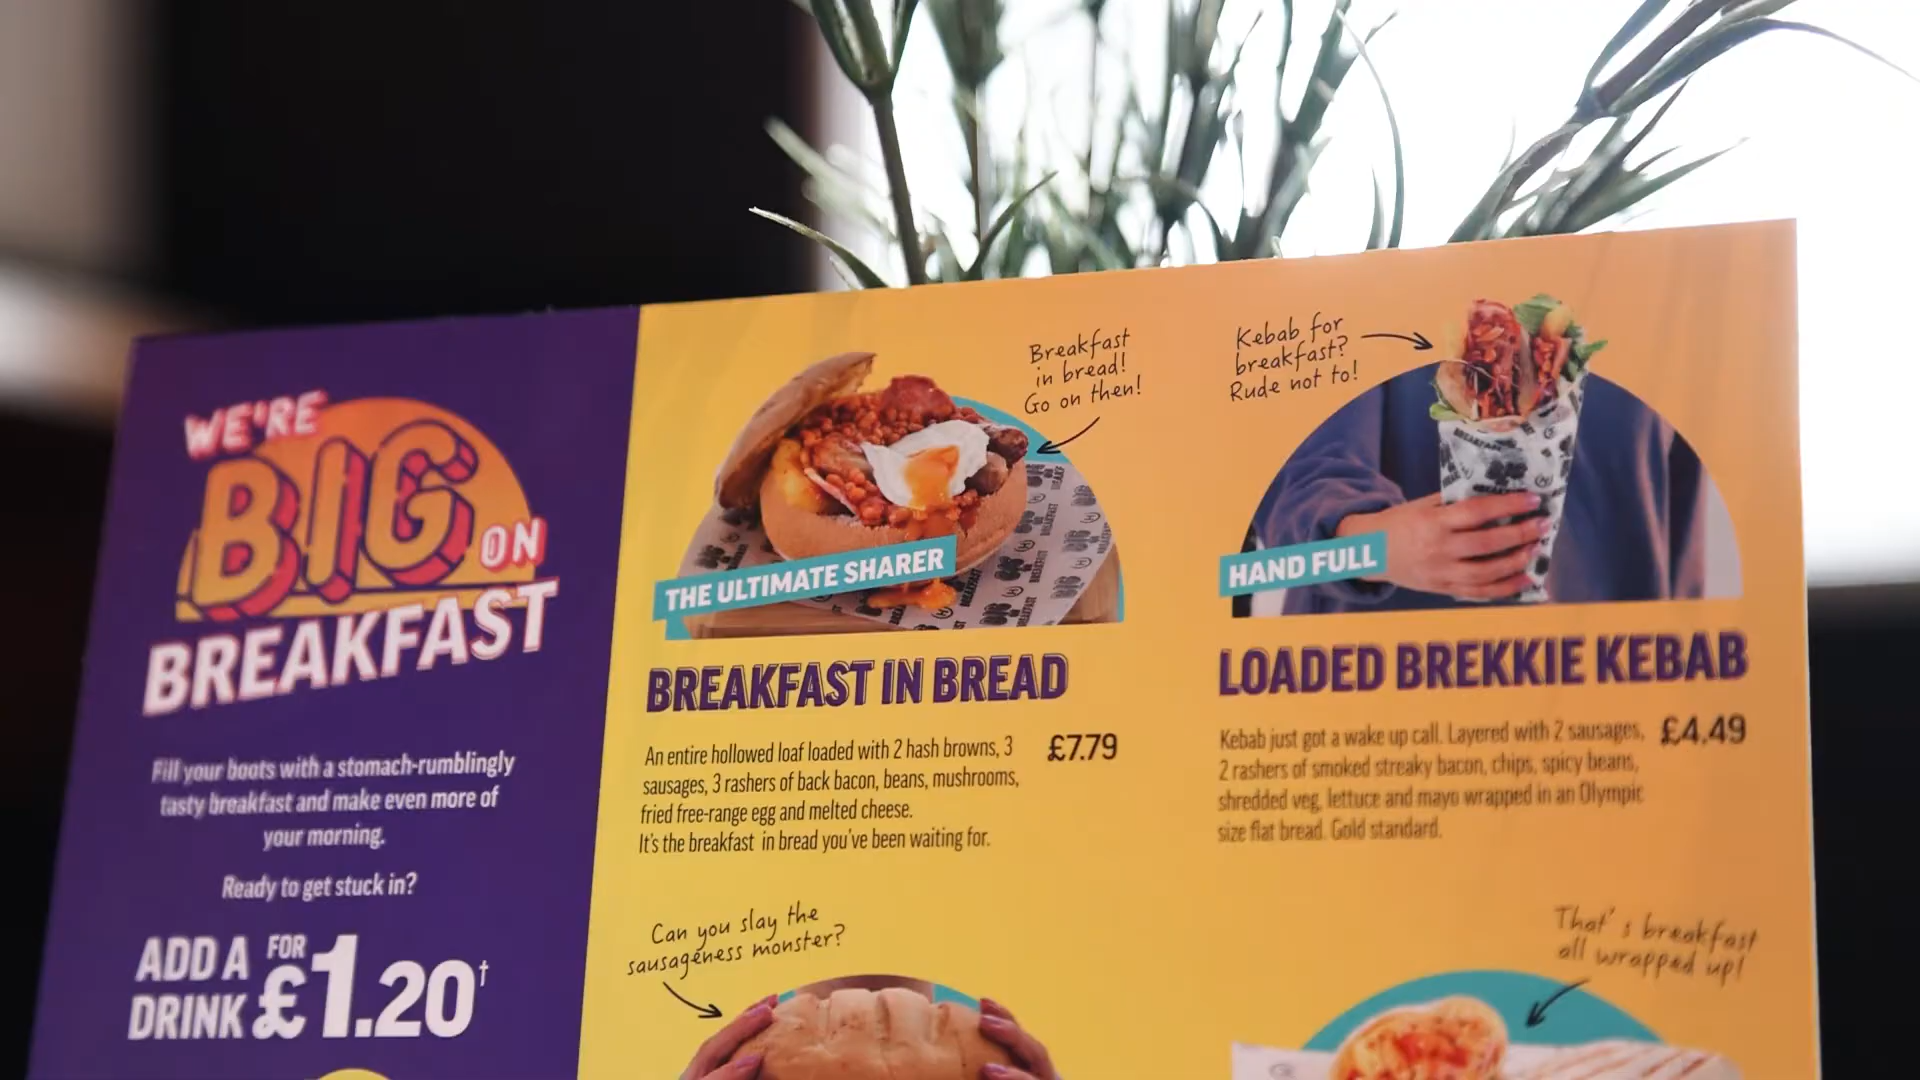 WE'RE
BIG
ON
BREAKFAST
Fill your boots with a stomach-rumblingly
tasty breakfast and make even more of
your morning.
Ready to get stuck in?
ADD A
DRINK
FOR
£1.20†
Breakfast
in bread!
Go on then!
THE ULTIMATE SHARER
BREAKFAST IN BREAD
An entire hollowed loaf loaded with 2 hash browns, 3
sausages, 3 rashers of back bacon, beans, mushrooms,
fried free-range egg and melted cheese.
It's the breakfast in bread you've been waiting for.
£7.79
Kebab for
breakfast?
Rude not to!
HAND FULL
LOADED BREKKIE KEBAB
Kebab just got a wake up call. Layered with 2 sausages,
2 rashers of smoked streaky bacon, chips, spicy beans,
shredded veg, lettuce and mayo wrapped in an Olympic
size flat bread. Gold standard.
£4.49
Can you slay the
sausageness monster?
That's breakfast
all wrapped up!